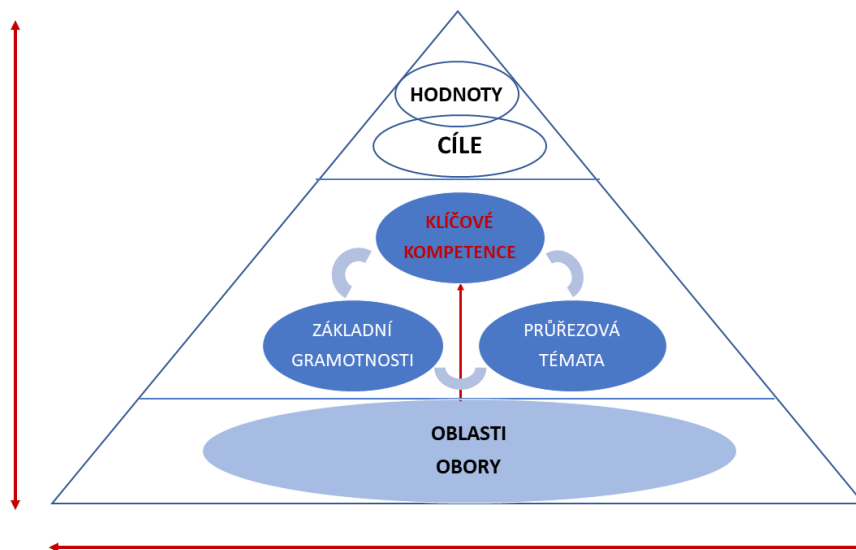 HODNOTY
CÍLE
KLÍČOVÉ
KOMPETENCE
ZÁKLADNÍ
GRAMOTNOSTI
PRŮŘEZOVÁ
TÉMATA
OBLASTI
OBORY